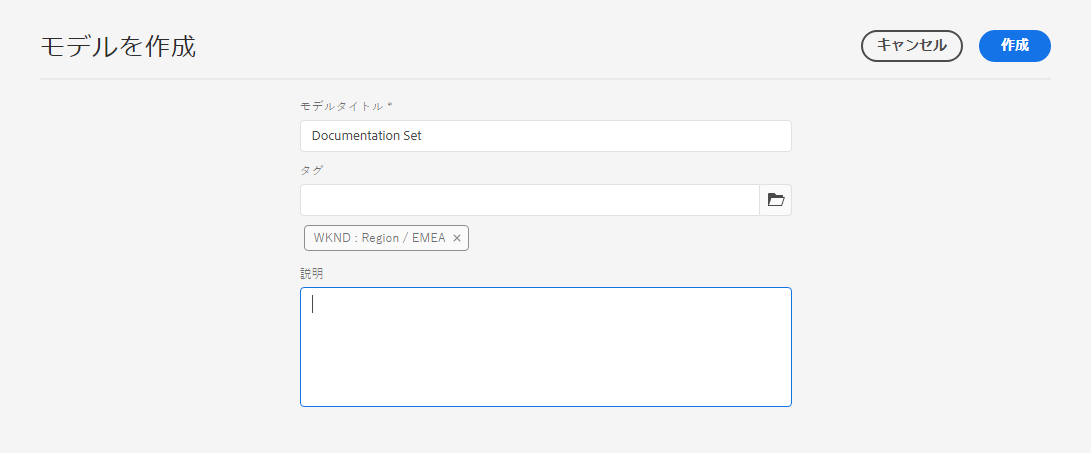 モデルを作成
キャンセル
作成
モデルタイトル *
Documentation Set
タグ
WKND : Region / EMEA ×
説明